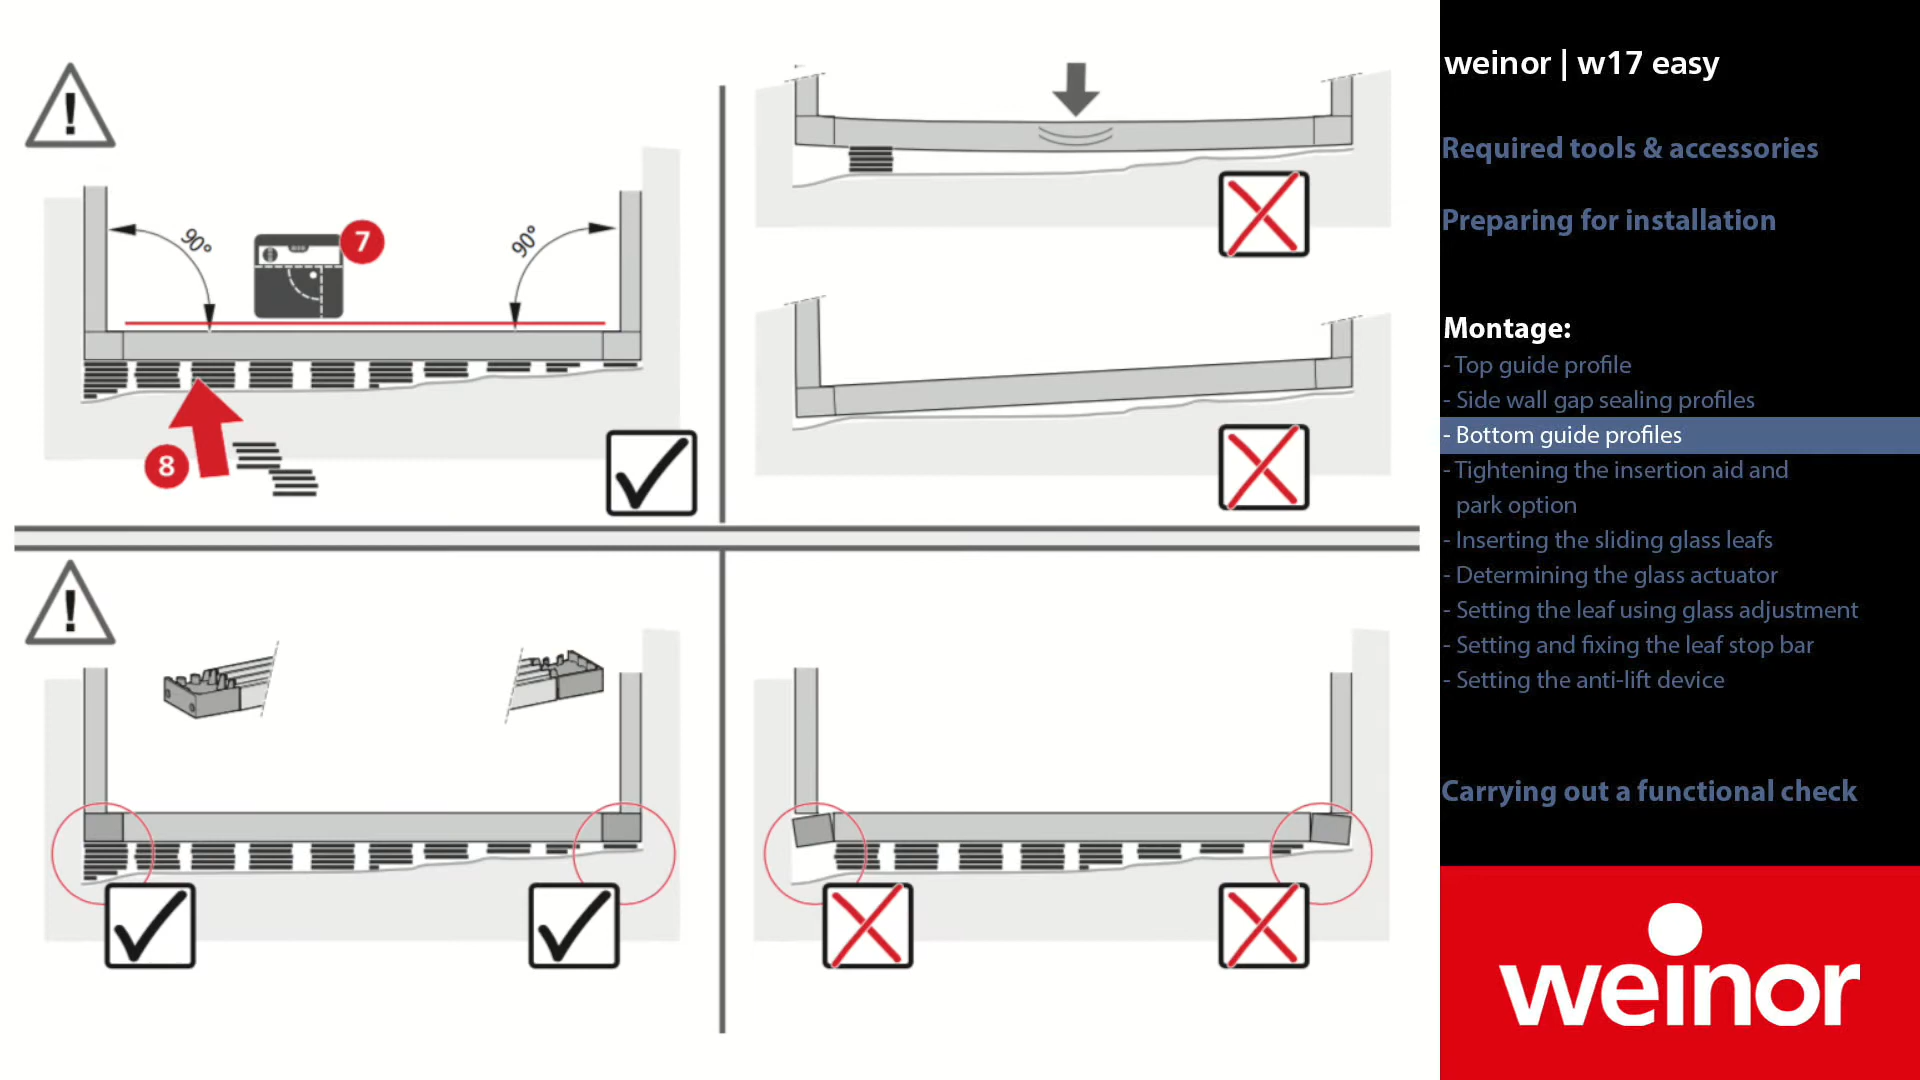 !
90°
7
90°
8
!
weinor | w17 easy
Required tools & accessories
Preparing for installation
Montage:
- Top guide profile
- Side wall gap sealing profiles
- Bottom guide profiles
- Tightening the insertion aid and
park option
- Inserting the sliding glass leafs
- Determining the glass actuator
- Setting the leaf using glass adjustment
- Setting and fixing the leaf stop bar
- Setting the anti-lift device
Carrying out a functional check
weinor